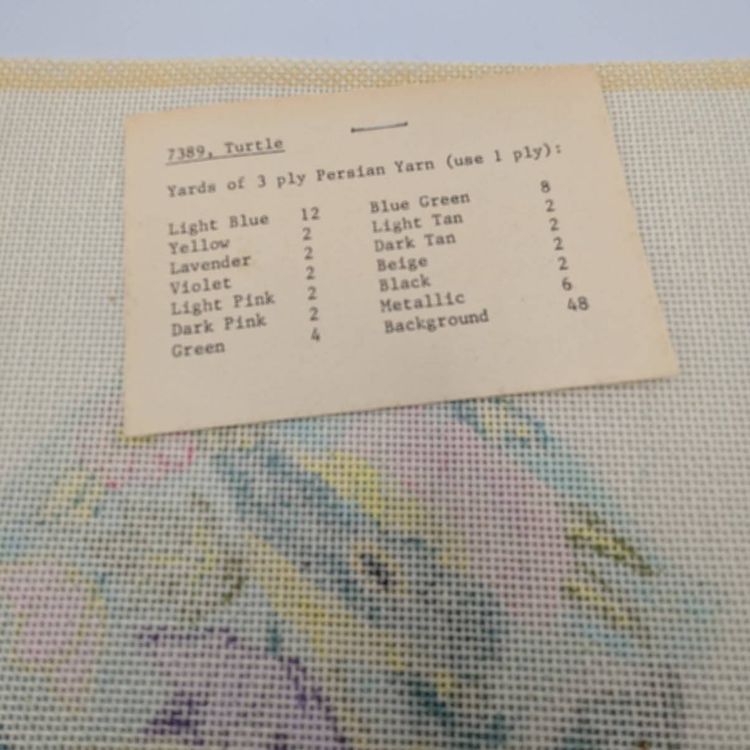 7389, Turtle
Yards of 3 ply Persian Yarn (use 1 ply):
Light Blue 12 Blue Green 8
Yellow 2 Light Tan 2
Lavender 2 Dark Tan 2
Violet 2 Beige 2
Light Pink 2 Black 2
Dark Pink 2 Metallic 6
Green 4 Background 48